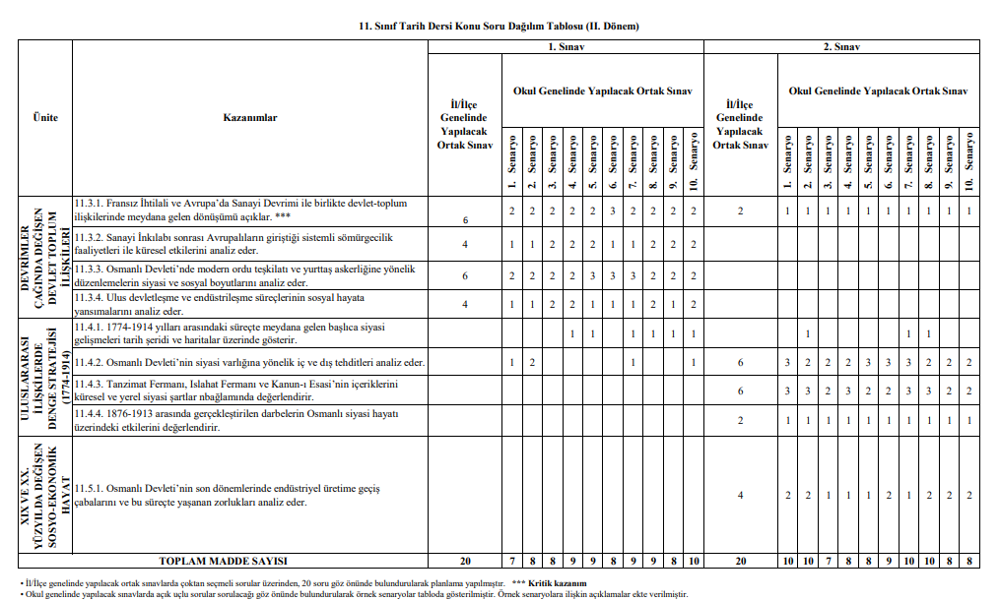 11. Sınıf Tarih Dersi Konu Soru Dağılım Tablosu (II. Dönem)
Ünite
Kazanımlar
1. Sınav
2. Sınav
İl/İlçe
Genelinde
Yapılacak
Ortak Sınav
Okul Genelinde Yapılacak Ortak Sınav
İl/İlçe
Genelinde
Yapılacak
Ortak Sınav
Okul Genelinde Yapılacak Ortak Sınav
1. Senaryo
2. Senaryo
3. Senaryo
4. Senaryo
5. Senaryo
6. Senaryo
7. Senaryo
8. Senaryo
9. Senaryo
10. Senaryo
1. Senaryo
2. Senaryo
3. Senaryo
4. Senaryo
5. Senaryo
6. Senaryo
7. Senaryo
8. Senaryo
9. Senaryo
10. Senaryo
DEVRİMLER
ÇAĞINDA DEĞİŞEN
DEVLET TOPLUM
İLİŞKİLERİ
11.3.1. Fransız İhtilali ve Avrupa'da Sanayi Devrimi ile birlikte devlet-toplum
ilişkilerinde meydana gelen dönüşümü açıklar. ***
6 2 2 2 2 2 3 2 2 2 2 2 1 1 1 1 1 1 1 1 1 1
11.3.2. Sanayi İnkılabı sonrası Avrupalıların giriştiği sistemli sömürgecilik
faaliyetleri ile küresel etkilerini analiz eder.
4 1 1 2 2 2 1 1 2 2 2
11.3.3. Osmanlı Devleti'nde modern ordu teşkilatı ve yurttaş askerliğine yönelik
düzenlemelerin siyasi ve sosyal boyutlarını analiz eder.
6 2 2 2 2 3 3 3 2 2 2
11.3.4. Ulus devletleşme ve endüstrileşme süreçlerinin sosyal hayata
yansımalarını analiz eder.
4 1 1 2 2 1 1 1 2 1 2
ULUSLARARASI
İLİŞKİLERDE
DENGE STRATEJİSİ
(1774-1914)
11.4.1. 1774-1914 yılları arasındaki süreçte meydana gelen başlıca siyasi
gelişmeleri tarih şeridi ve haritalar üzerinde gösterir.
1 1 1 1 1 1 1 1 1
11.4.2. Osmanlı Devleti'nin siyasi varlığına yönelik iç ve dış tehditleri analiz eder.
1 2 1 1 6 3 2 2 2 3 3 3 2 2 2
11.4.3. Tanzimat Fermanı, Islahat Fermanı ve Kanun-ı Esasi'nin içeriklerini
küresel ve yerel siyasi şartlar nbağlamında değerlendirir.
6 3 3 2 3 2 2 3 3 2 2
11.4.4. 1876-1913 arasında gerçekleştirilen darbelerin Osmanlı siyasi hayatı
üzerindeki etkilerini değerlendirir.
2 1 1 1 1 1 1 1 1 1 1
XIX VE XX.
YÜZYILDA DEĞİŞEN
SOSYO-EKONOMİK
HAYAT
11.5.1. Osmanlı Devleti'nin son dönemlerinde endüstriyel üretime geçiş
çabalarını ve bu süreçte yaşanan zorlukları analiz eder.
4 2 2 1 1 1 2 1 2 2 2
TOPLAM MADDE SAYISI 20 7 8 8 9 9 8 9 9 8 10 20 10 10 7 8 8 9 10 10 8 8
• İl/İlçe genelinde yapılacak ortak sınavlarda çoktan seçmeli sorular üzerinden, 20 soru göz önünde bulundurularak planlama yapılmıştır. *** Kritik kazanım
• Okul genelinde yapılacak sınavlarda açık uçlu sorular sorulacağı göz önünde bulundurularak örnek senaryolar tabloda gösterilmiştir. Örnek senaryolara ilişkin açıklamalar ekte verilmiştir.